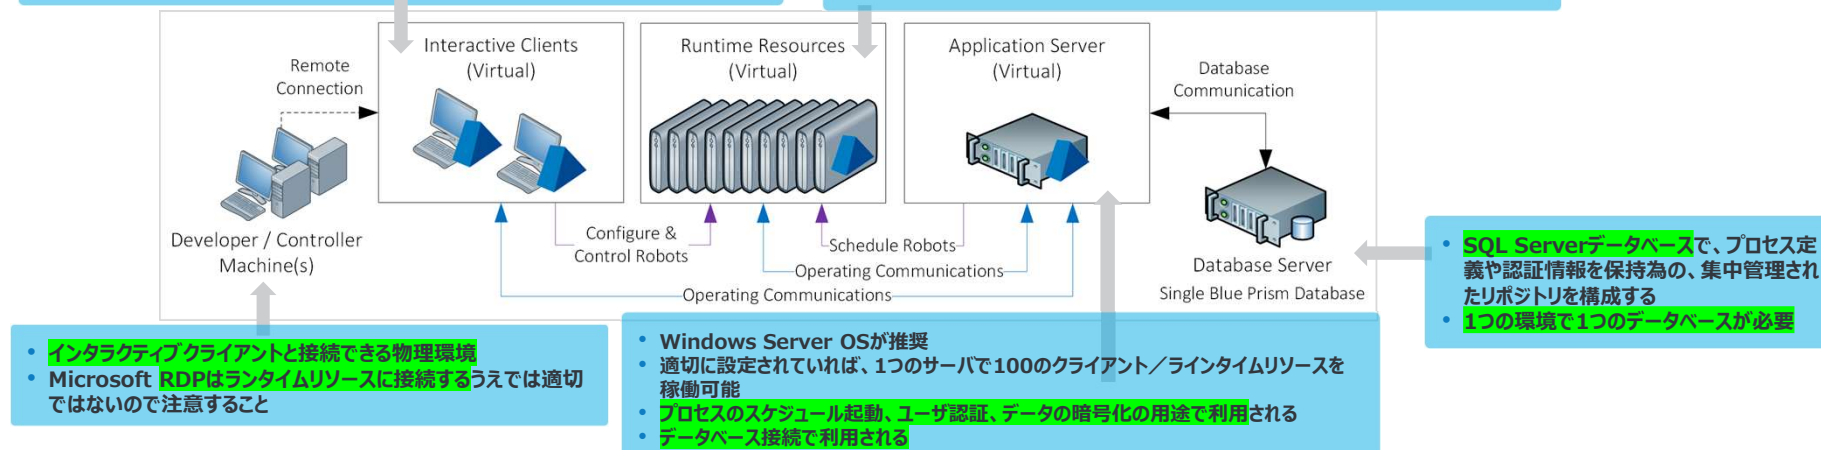 Interactive Clients
(Virtual)
Runtime Resources
(Virtual)
Application Server
(Virtual)
Remote
Connection
Database
Communication
Developer / Controller
Machine(s)
Configure &
Control Robots
Schedule Robots
Operating Communications
Operating Communications
Database Server
Single Blue Prism Database
• SQL Serverデータベースで、プロセス定
義や認証情報を保持為の、集中管理され
たリポジトリを構成する
• 1つの環境で1つのデータベースが必要
• インタラクティブクライアントと接続できる物理環境
• Microsoft RDPはランタイムリソースに接続するうえでは適切
ではないので注意すること
• Windows Server OSが推奨
• 適切に設定されていれば、1つのサーバで100のクライアント／ラインタイムリソースを
稼働可能
• プロセスのスケジュール起動、ユーザ認証、データの暗号化の用途で利用される
• データベース接続で利用される